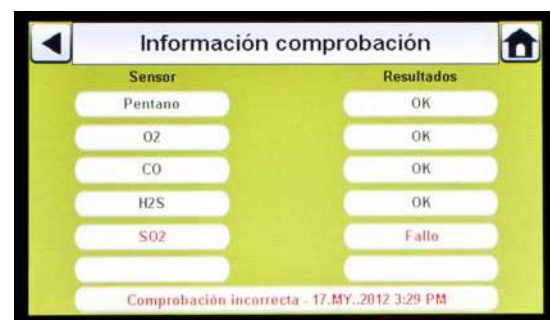 Información comprobación
Sensor Resultados
Pentano OK
O2 OK
CO OK
H2S OK
SO2 Fallo
Comprobación incorrecta - 17.MY..2012 3:29 PM